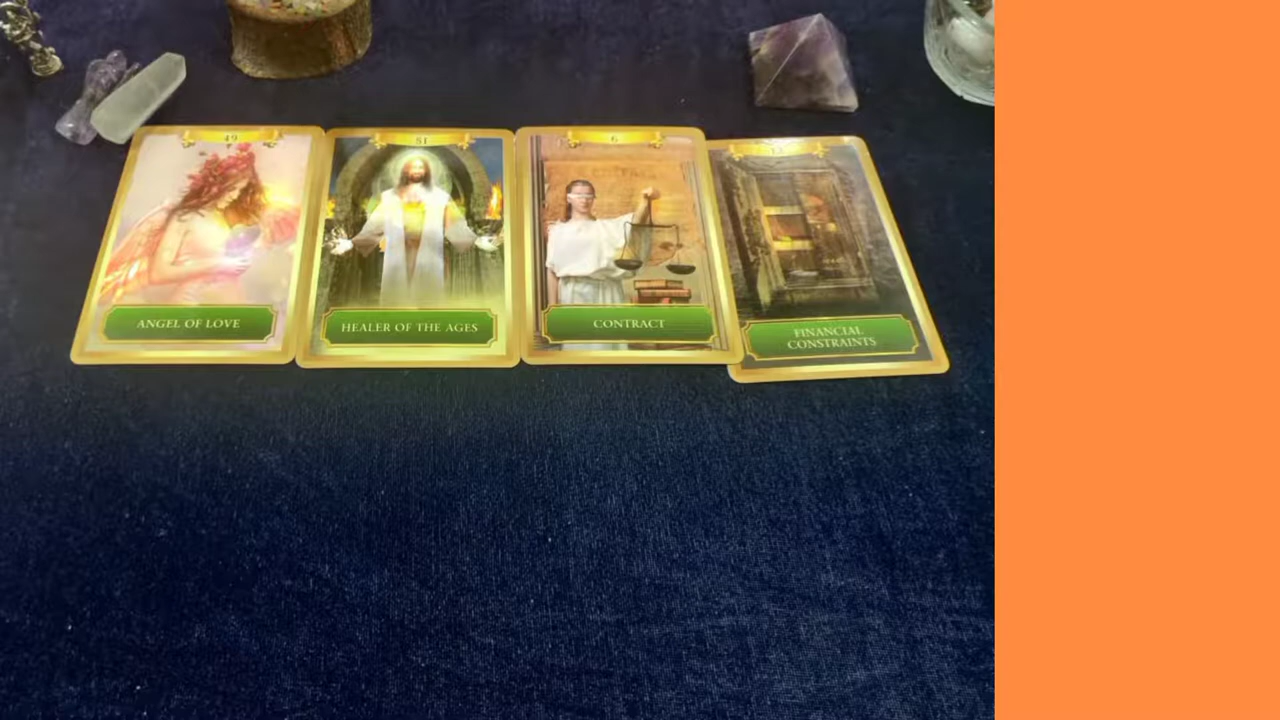 49
ANGEL OF LOVE
51
HEALER OF THE AGES
6
CONTRACT
FINANCIAL
CONSTRAINTS